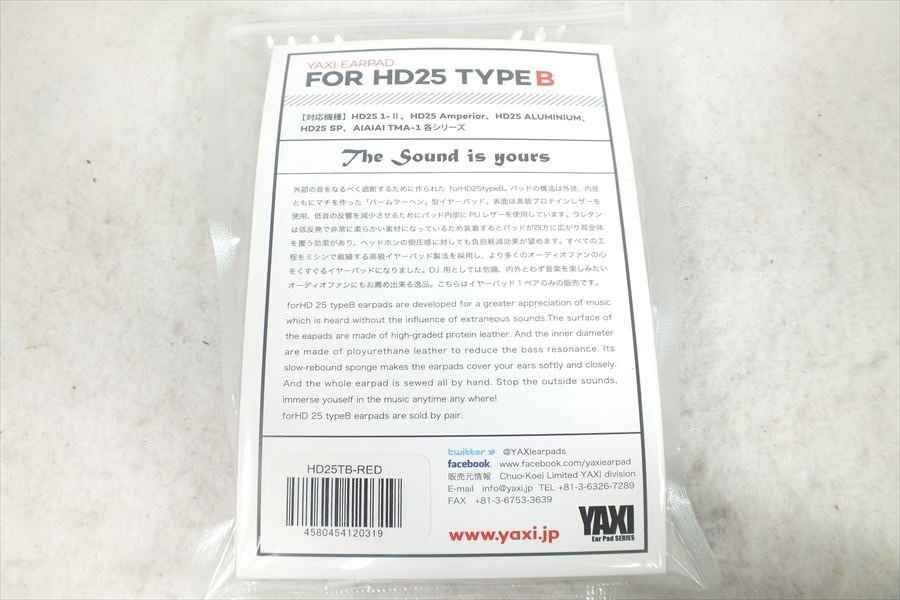 YAXI EARPAD
FOR HD25 TYPE B
【対応機種】HD25 1-Ⅱ、HD25 Amperior、HD25 ALUMINIUM、
HD25 SP、AIAIAI TMA-1 各シリーズ
The Sound is yours
外部の音をなるべく遮断するために作られた forHD25typeB。パッドの構造は外径、内径
ともにマチを作った「バームクーヘン」型イヤーパッド。表面は高級プロテインレザーを
使用、低音の反響を減少させるためにパッド内部に PU レザーを使用しています。ウレタン
は低反発で非常に柔らかい素材になっているため装着するとパッドが四方に広がり耳全体
を覆う効果があり、ヘッドホンの側圧感に対しても負担軽減効果が望めます。すべての工
程をミシンで裁縫する高級イヤーパッド製法を採用し、より多くのオーディオファンの心
をくすぐるイヤーパッドになりました。DJ 用としては勿論、内外とわず音楽を楽しみたい
オーディオファンにもお薦め出来る逸品。こちらはイヤーパッド 1 ペアのみの販売です。
forHD 25 typeB earpads are developed for a greater appreciation of music
which is heard without the influence of extraneous sounds.The surface of
the eapads are made of high-graded protein leather. And the inner diameter
are made of ployurethane leather to reduce the bass resonance. Its
slow-rebound sponge makes the earpads cover your ears softly and closely.
And the whole earpad is sewed all by hand. Stop the outside sounds,
immerse youself in the music anytime any where!
forHD 25 typeB earpads are sold by pair.
HD25TB-RED
4580454120319
twitter @YAXIearpads
facebook www.facebook.com/yaxiearpad
販売元情報 Chuo-Koei Limited YAXI division
E-mail info@yaxi.jp TEL +81-3-6326-7289
FAX +81-3-6753-3639
www.yaxi.jp
YAXI
Ear Pad SERIES